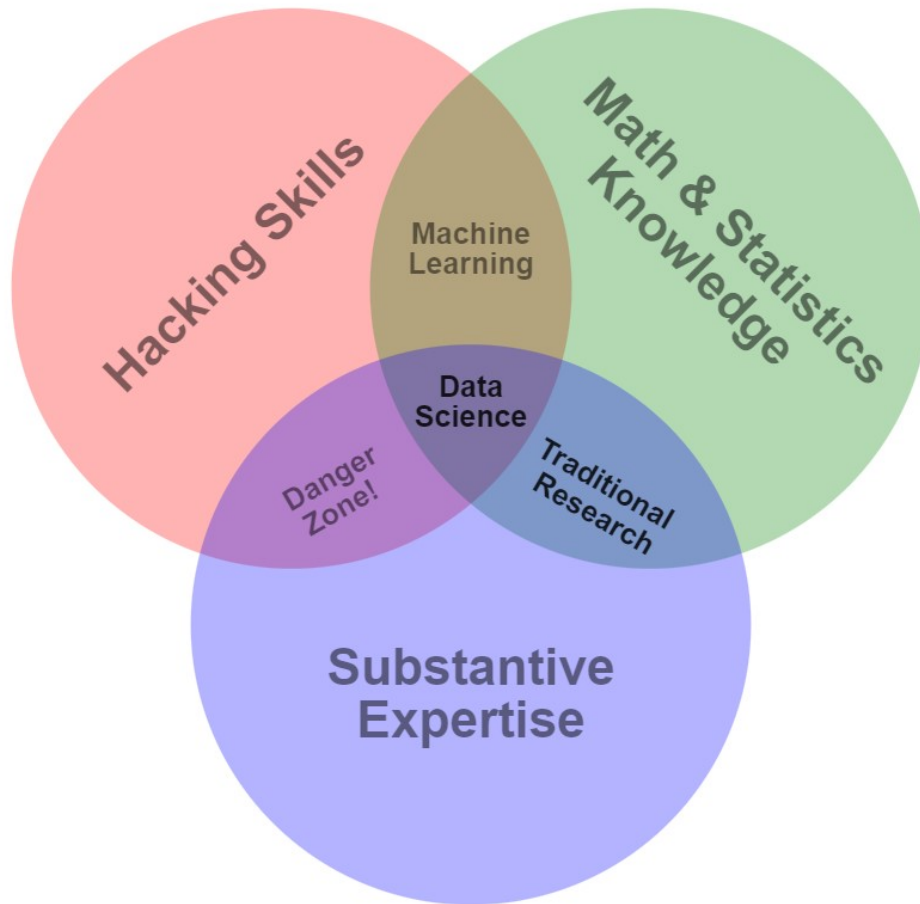 Hacking Skills
Math & Statistics
Knowledge
Machine
Learning
Data
Science
Danger
Zone!
Traditional
Research
Substantive
Expertise